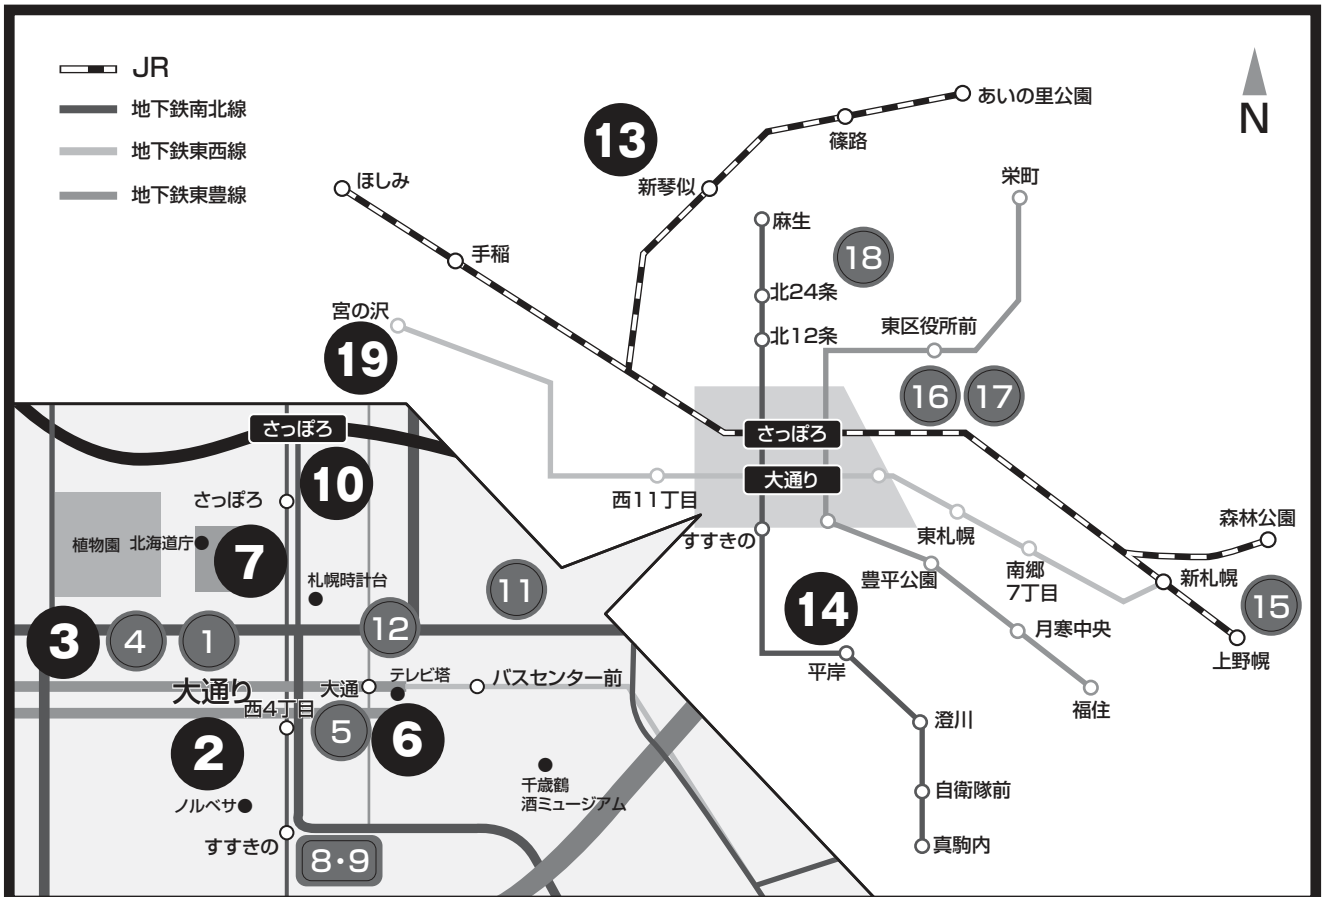 JR
地下鉄南北線
地下鉄東西線
地下鉄東豊線
N
あいの里公園
篠路
13
新琴似
ほしみ
手稲
栄町
麻生
18
北24条
北12条
東区役所前
宮の沢
19
16
17
さっぽろ
大通り
西11丁目
すすきの
東札幌
豊平公園
南郷
7丁目
森林公園
新札幌
15
上野幌
14
月寒中央
平岸
福住
澄川
自衛隊前
真駒内
さっぽろ
10
さっぽろ
植物園
北海道庁
7
札幌時計台
11
3
4
1
12
大通り
西4丁目
大通
テレビ塔
バスセンター前
2
5
6
千歳鶴
酒ミュージアム
ノルベサ
すすきの
8・9